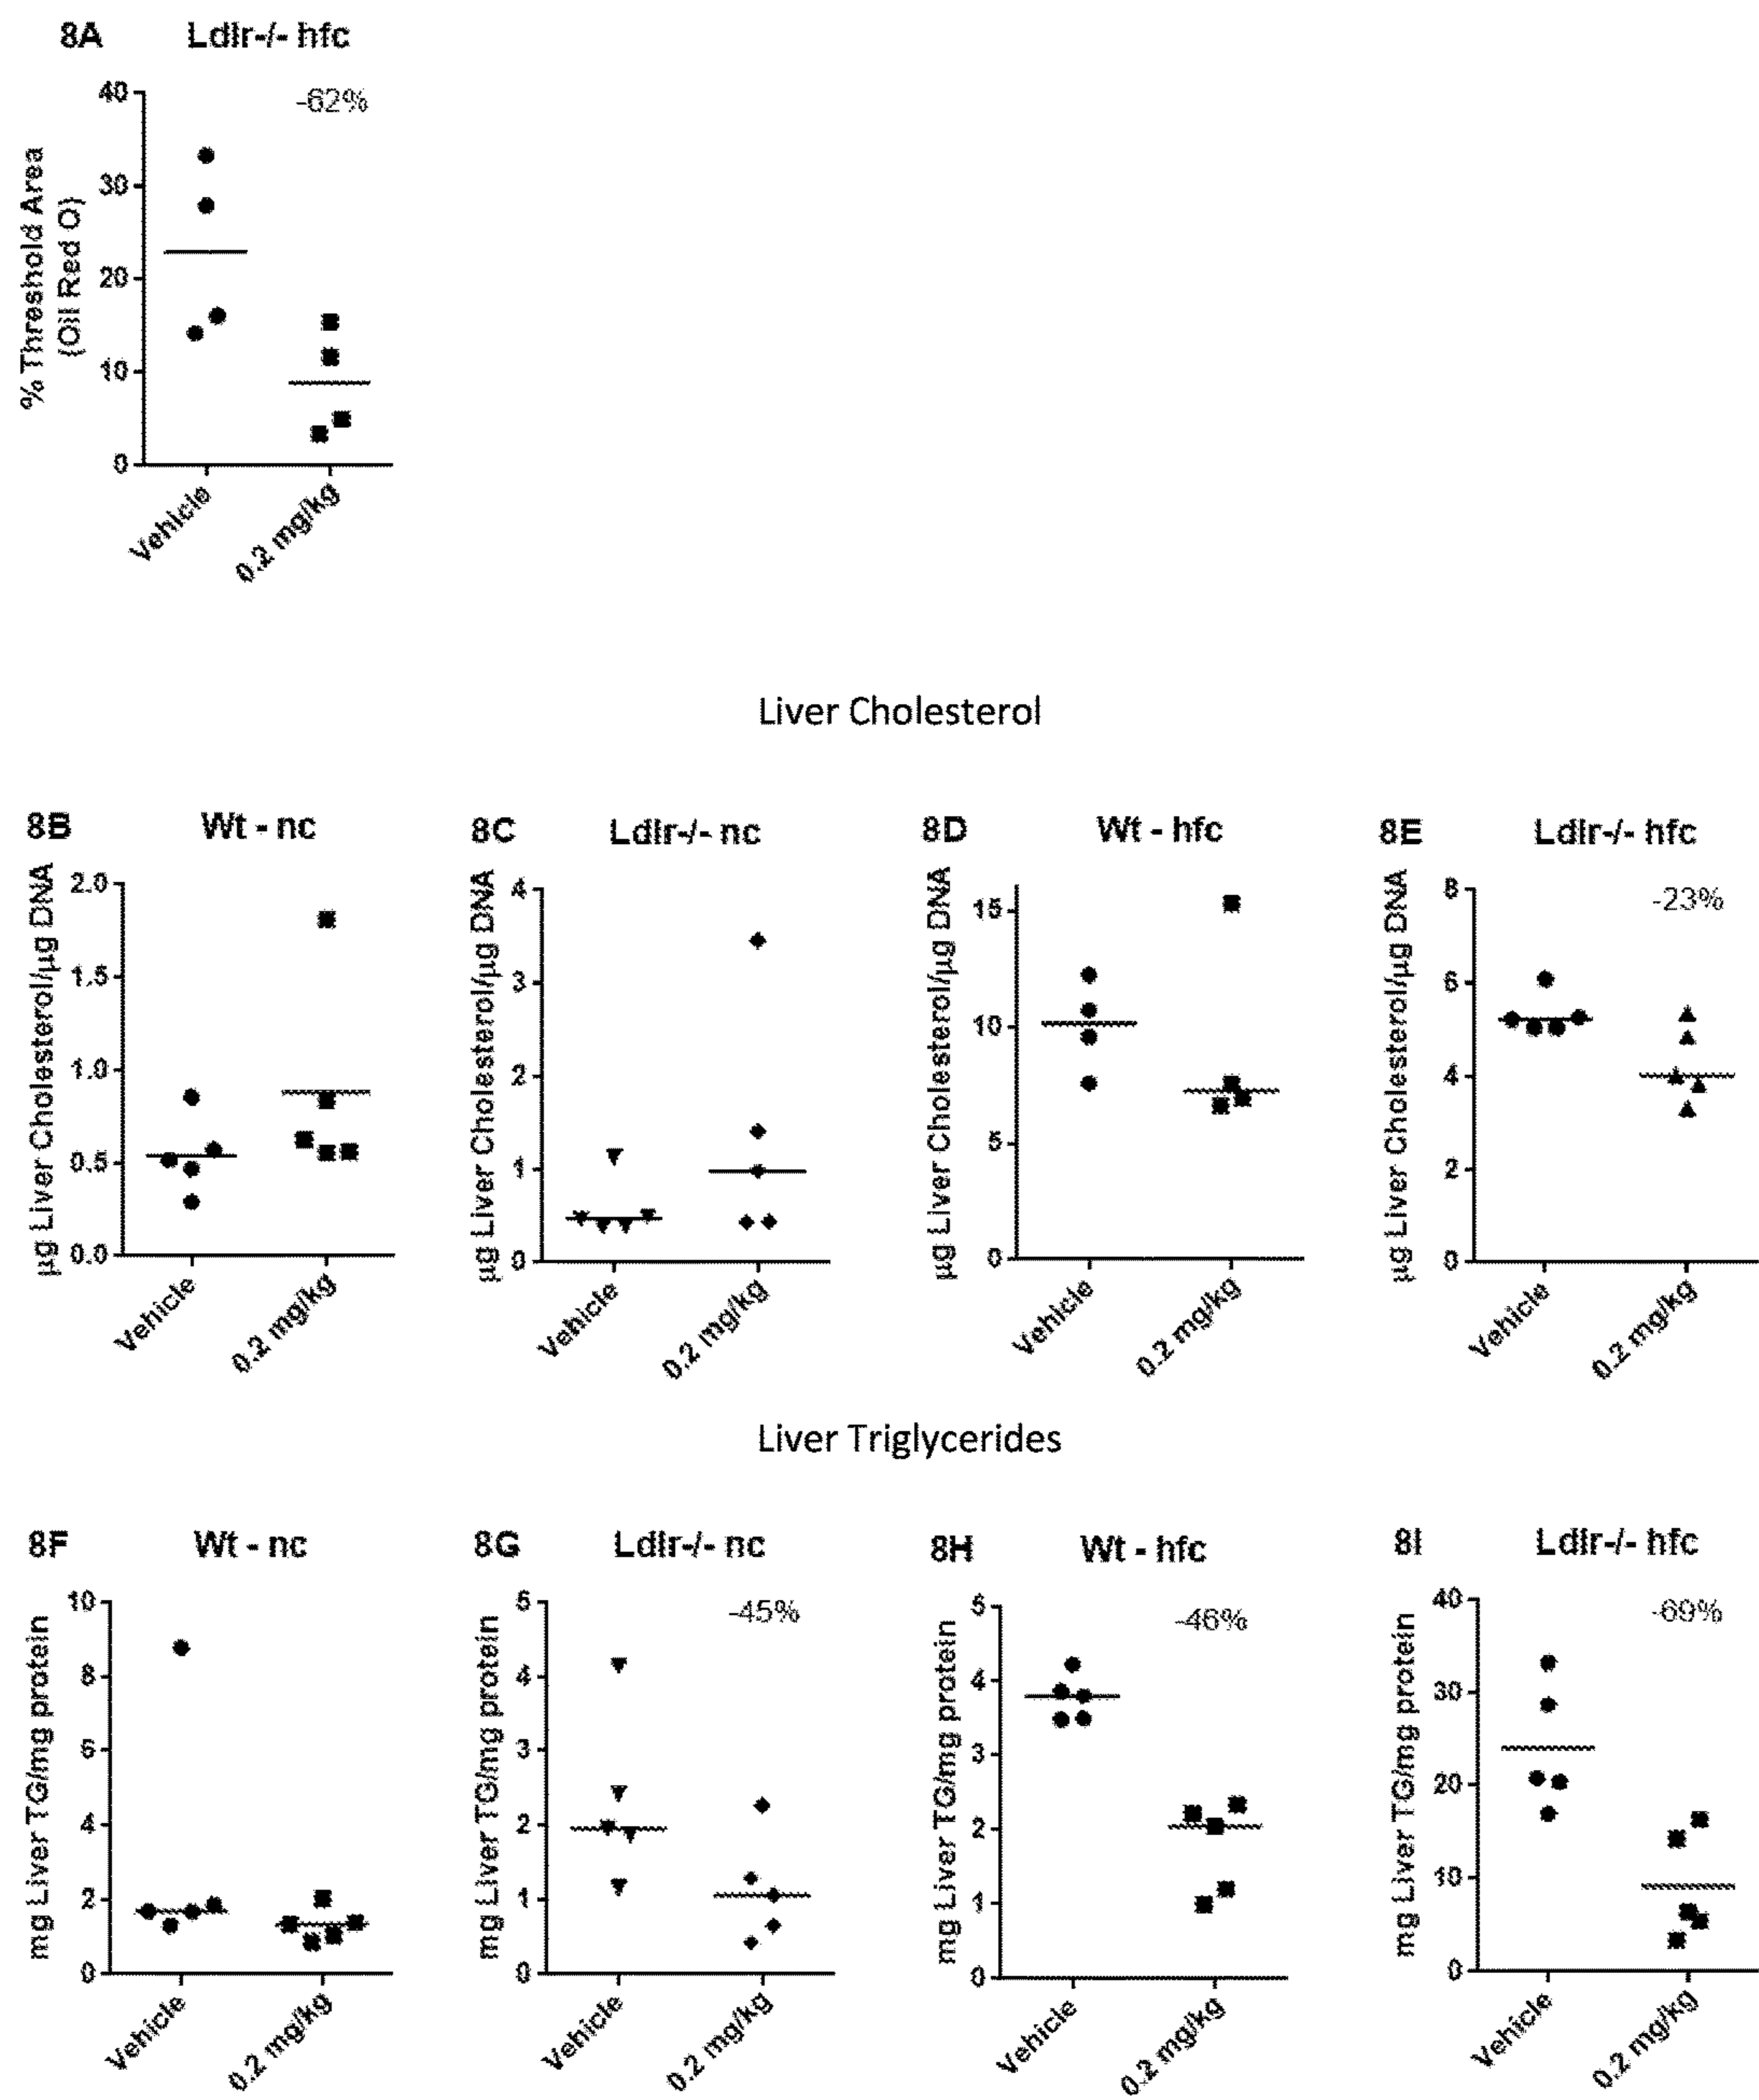 8A Ldlr-/- hfc
-62%
% Threshold Area
(Oil Red O)
40
30
20
10
0
Vehicle
0.2 mg/kg
Liver Cholesterol
8B Wt - nc
µg Liver Cholesterol/µg DNA
2.0
1.5
1.0
0.5
0.0
Vehicle
0.2 mg/kg
8C Ldlr-/- nc
µg Liver Cholesterol/µg DNA
4
3
2
1
0
Vehicle
0.2 mg/kg
8D Wt - hfc
µg Liver Cholesterol/µg DNA
15
10
5
0
Vehicle
0.2 mg/kg
8E Ldlr-/- hfc
-23%
µg Liver Cholesterol/µg DNA
8
6
4
2
0
Vehicle
0.2 mg/kg
Liver Triglycerides
8F Wt - nc
mg Liver TG/mg protein
10
8
6
4
2
0
Vehicle
0.2 mg/kg
8G Ldlr-/- nc
-45%
mg Liver TG/mg protein
5
4
3
2
1
0
Vehicle
0.2 mg/kg
8H Wt - hfc
-46%
mg Liver TG/mg protein
5
4
3
2
1
0
Vehicle
0.2 mg/kg
8I Ldlr-/- hfc
-69%
mg Liver TG/mg protein
40
30
20
10
0
Vehicle
0.2 mg/kg